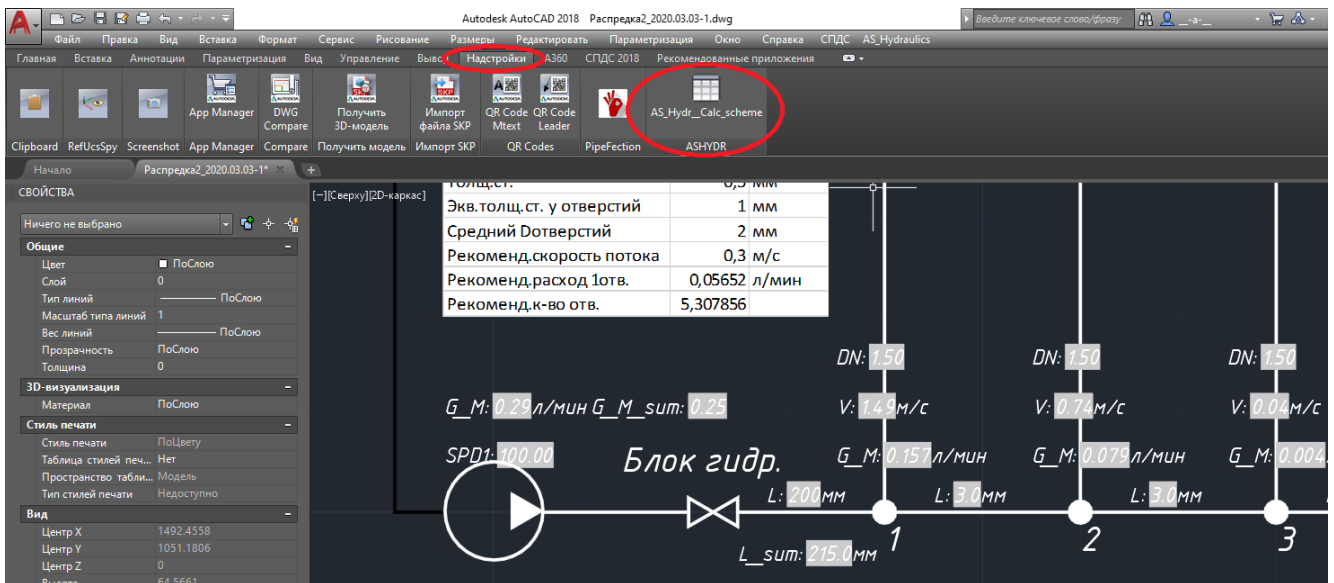 Autodesk AutoCAD 2018 Распредка2_2020.03.03-1.dwg Введите ключевое слово/фразу _-a-_
Файл Правка Вид Вставка Формат Сервис Рисование Размеры Редактировать Параметризация Окно Справка СПДС AS_Hydraulics
Главная Вставка Аннотации Параметризация Вид Управление Надстройки A360 СПДС 2018 Рекомендованные приложения
App Manager DWG Compare Получить 3D-модель Импорт файла SKP QR Code Mtext QR Code Leader AS_Hydr__Calc_scheme
Clipboard RefUcsSpy Screenshot App Manager Compare Получить модель Импорт SKP QR Codes PipeFection ASHYDR
Начало Распредка2_2020.03.03-1*
СВОЙСТВА
[−][Сверху][2D-каркас]
Ничего не выбрано
Общие
Цвет ПоСлою
Слой 0
Тип линий ПоСлою
Масштаб типа линий 1
Вес линий ПоСлою
Прозрачность ПоСлою
Толщина 0
3D-визуализация
Материал ПоСлою
Стиль печати
Стиль печати ПоЦвету
Таблица стилей печ... Нет
Пространство табли... Модель
Тип стилей печати Недоступно
Вид
Центр X 1492.4558
Центр Y 1051.1806
Центр Z 0
Экв.толщ.ст. у отверстий 1 мм
Средний Dотверстий 2 мм
Рекоменд.скорость потока 0,3 м/с
Рекоменд.расход 1отв. 0,05652 л/мин
Рекоменд.к-во отв. 5,307856
DN: 1.50 DN: 1.50 DN: 1.50
G_M: 0.29 л/мин G_M_sum: 0.25 V: 1.49 м/с V: 0.74 м/с V: 0.04 м/с
SPD1: 100.00 Блок гидр. G_M: 0.157 л/мин G_M: 0.079 л/мин G_M: 0.004
L: 200 мм L: 3.0 мм L: 3.0 мм
L_sum: 215.0 мм 1 2 3